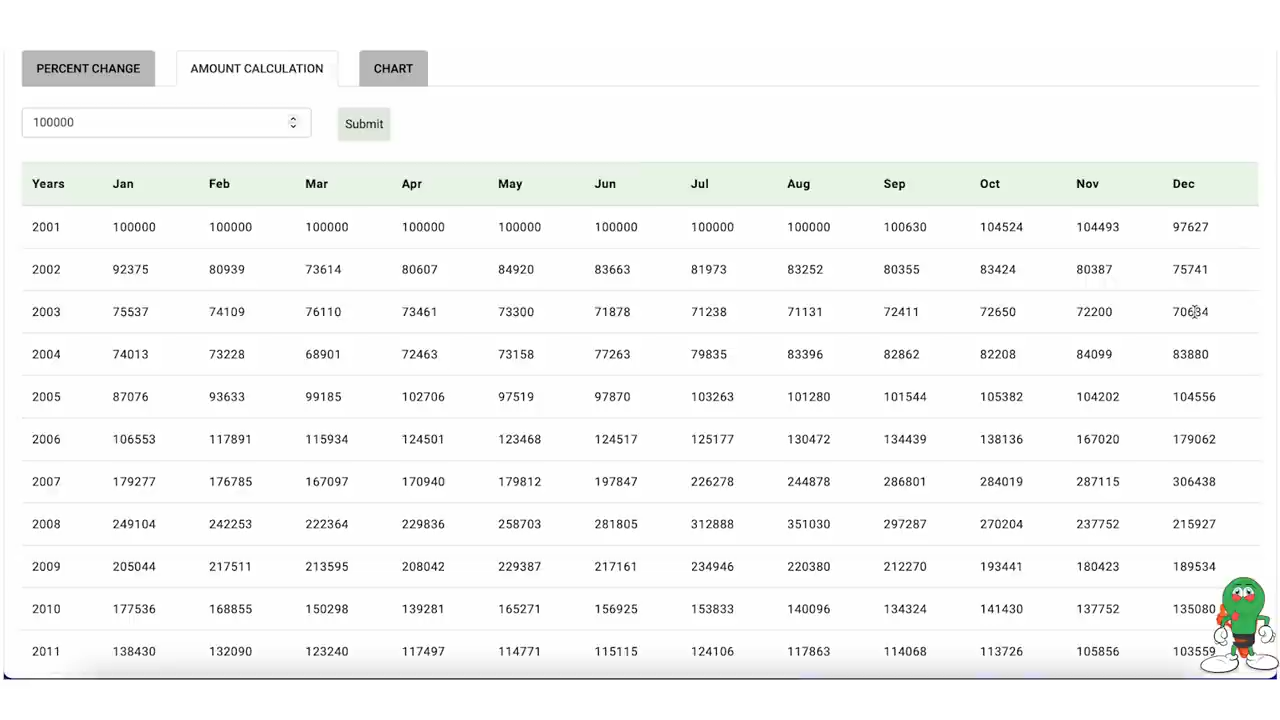 PERCENT CHANGE AMOUNT CALCULATION CHART
100000 Submit
Years Jan Feb Mar Apr May Jun Jul Aug Sep Oct Nov Dec
2001 100000 100000 100000 100000 100000 100000 100000 100000 100630 104524 104493 97627
2002 92375 80939 73614 80607 84920 83663 81973 83252 80355 83424 80387 75741
2003 75537 74109 76110 73461 73300 71878 71238 71131 72411 72650 72200 70634
2004 74013 73228 68901 72463 73158 77263 79835 83396 82862 82208 84099 83880
2005 87076 93633 99185 102706 97519 97870 103263 101280 101544 105382 104202 104556
2006 106553 117891 115934 124501 123468 124517 125177 130472 134439 138136 167020 179062
2007 179277 176785 167097 170940 179812 197847 226278 244878 286801 284019 287115 306438
2008 249104 242253 222364 229836 258703 281805 312888 351030 297287 270204 237752 215927
2009 205044 217511 213595 208042 229387 217161 234946 220380 212270 193441 180423 189534
2010 177536 168855 150298 139281 165271 156925 153833 140096 134324 141430 137752 135080
2011 138430 132090 123240 117497 114771 115115 124106 117863 114068 113726 105856 103559